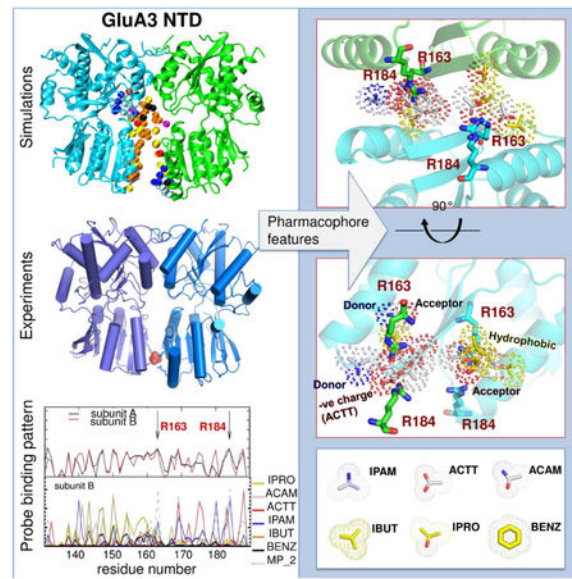 GluA3 NTD
Simulations
Experiments
Probe binding pattern
subunit A
subunit B
R163 R184
subunit B
IPRO
ACAM
ACTT
IPAM
IBUT
BENZ
MP_2
140 150 160 170 180
residue number
Pharmacophore
features
R163
R184
R163
R184
90°
R163
Acceptor
Donor
R163
Hydrophobic
Donor
-ve charge
(ACTT)
Acceptor
R184
R184
IPAM ACTT ACAM
IBUT IPRO BENZ